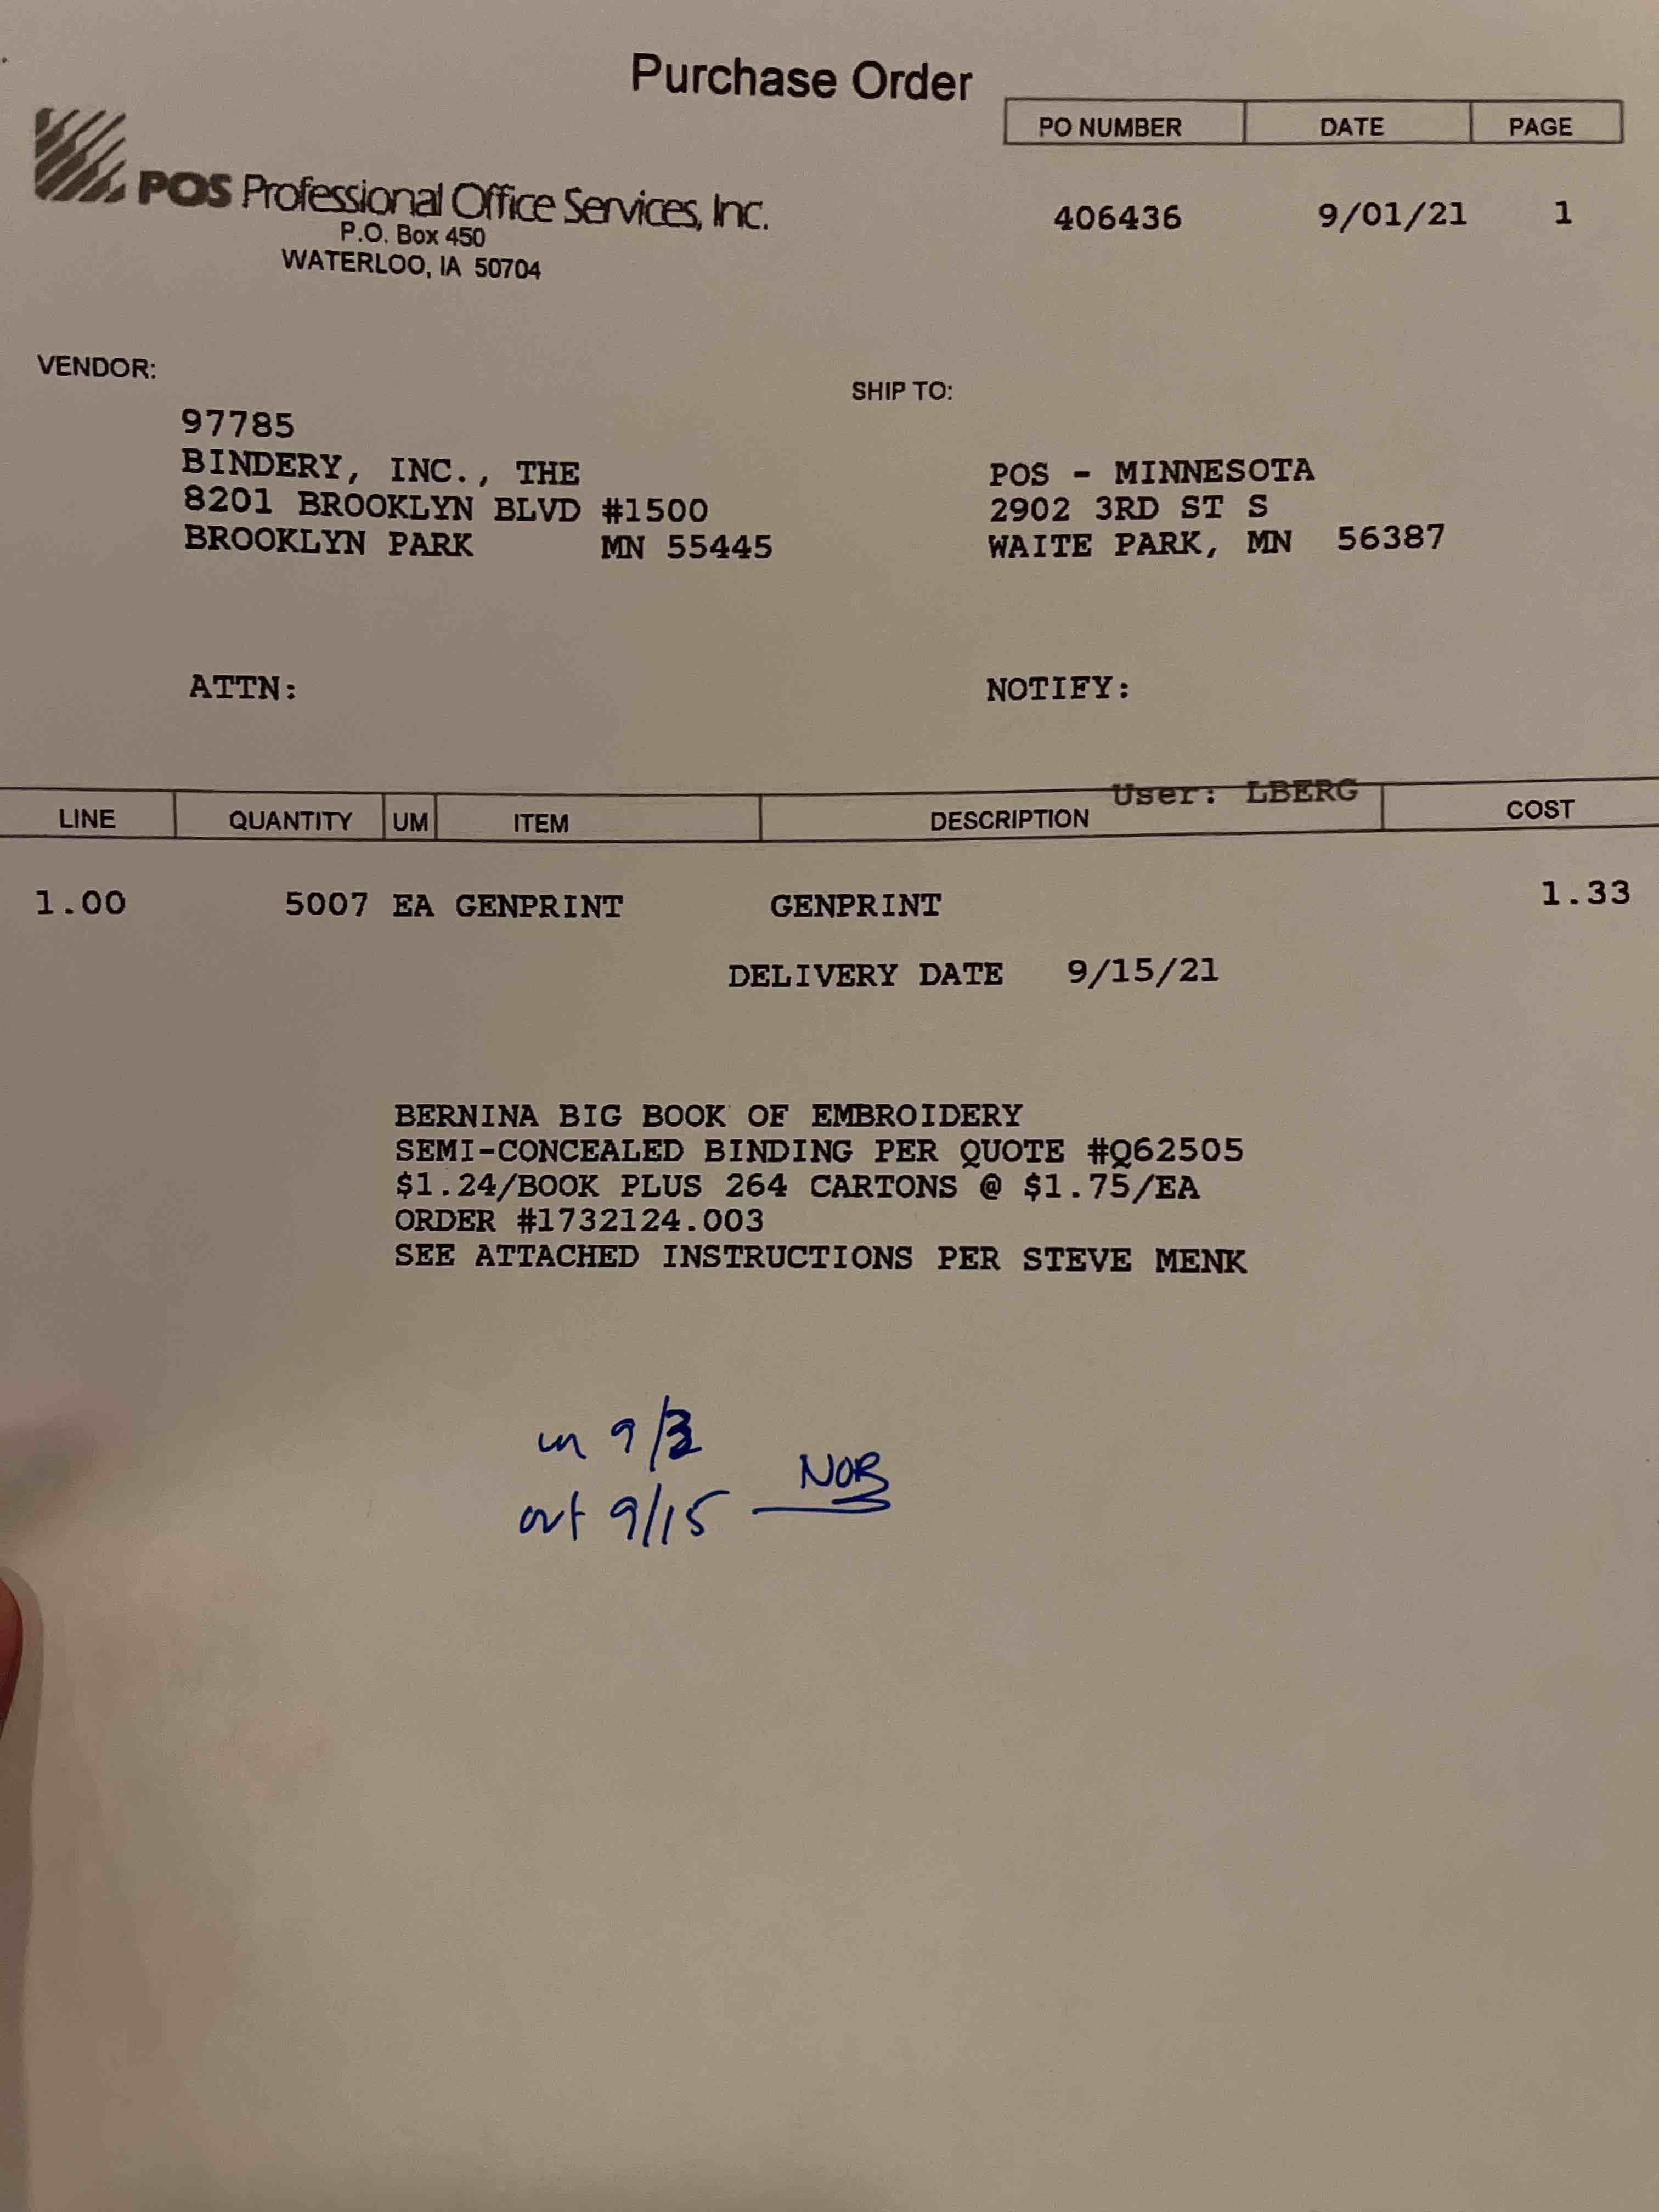 Purchase Order
PO NUMBER DATE PAGE
POS Professional Office Services, Inc.
P.O. Box 450
WATERLOO, IA 50704
406436 9/01/21 1
VENDOR:
SHIP TO:
97785
BINDERY, INC., THE
8201 BROOKLYN BLVD #1500
BROOKLYN PARK MN 55445
POS - MINNESOTA
2902 3RD ST S
WAITE PARK, MN 56387
ATTN:
NOTIFY:
User: LBERG
LINE QUANTITY UM ITEM DESCRIPTION COST
1.00 5007 EA GENPRINT GENPRINT 1.33
DELIVERY DATE 9/15/21
BERNINA BIG BOOK OF EMBROIDERY
SEMI-CONCEALED BINDING PER QUOTE #Q62505
$1.24/BOOK PLUS 264 CARTONS @ $1.75/EA
ORDER #1732124.003
SEE ATTACHED INSTRUCTIONS PER STEVE MENK
in 9/
out 9/15 NOB